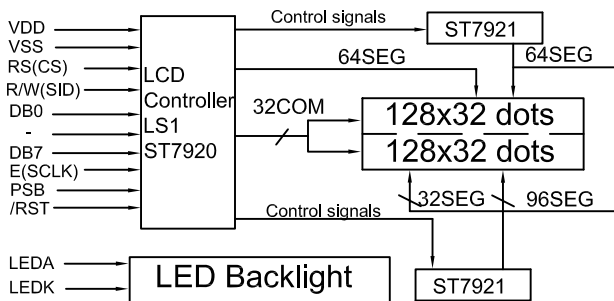 VDD
VSS
RS(CS)
R/W(SID)
DB0
-
DB7
E(SCLK)
PSB
/RST
LCD
Controller
LS1
ST7920
Control signals
ST7921
64SEG
64SEG
32COM
128x32 dots
128x32 dots
32SEG
96SEG
Control signals
ST7921
LEDA
LEDK
LED Backlight